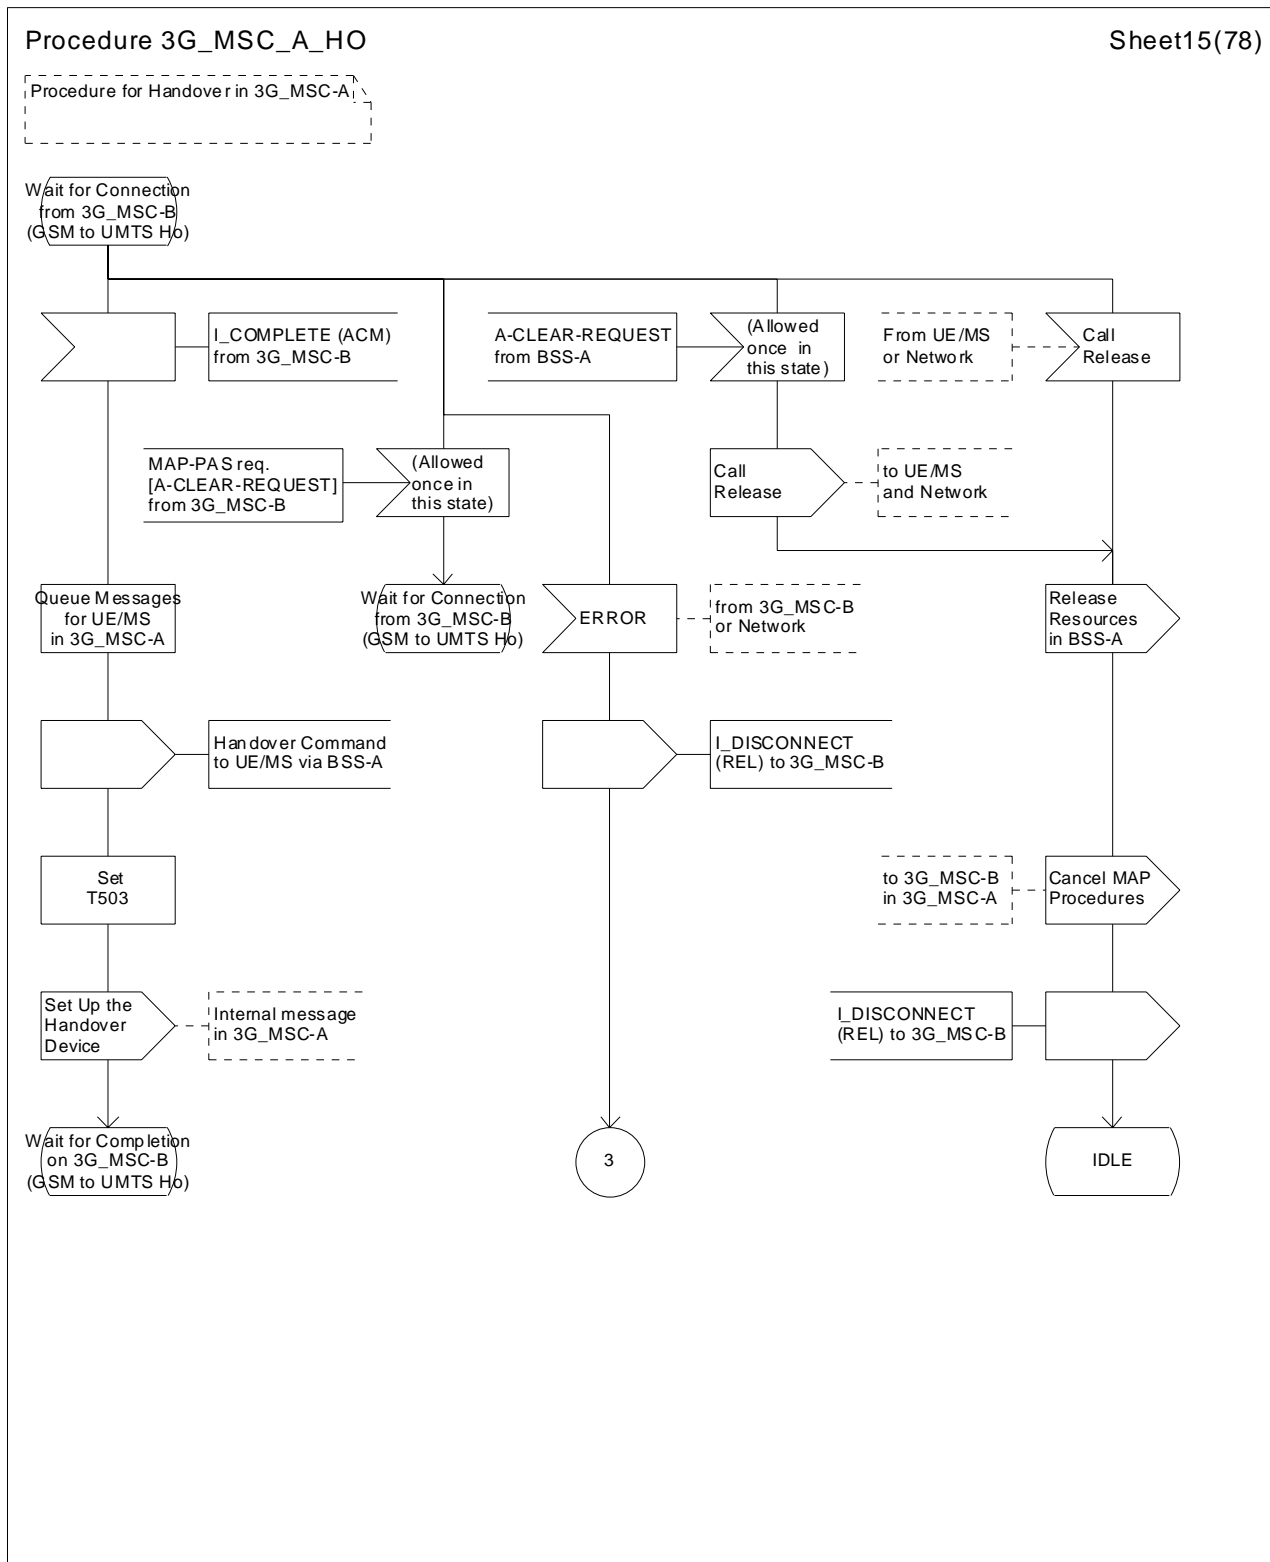 Procedure 3G_MSC_A_HO
Sheet15(78)
Procedure for Handover in 3G_MSC-A
Wait for Connection
from 3G_MSC-B
(GSM to UMTS Ho)
I_COMPLETE (ACM)
from 3G_MSC-B
A-CLEAR-REQUEST
from BSS-A
(Allowed
once in
this state)
From UE/MS
or Network
Call
Release
MAP-PAS req.
[A-CLEAR-REQUEST]
from 3G_MSC-B
(Allowed
once in
this state)
Call
Release
to UE/MS
and Network
Queue Messages
for UE/MS
in 3G_MSC-A
Wait for Connection
from 3G_MSC-B
(GSM to UMTS Ho)
ERROR
from 3G_MSC-B
or Network
Release
Resources
in BSS-A
Handover Command
to UE/MS via BSS-A
I_DISCONNECT
(REL) to 3G_MSC-B
Set
T503
to 3G_MSC-B
in 3G_MSC-A
Cancel MAP
Procedures
Set Up the
Handover
Device
Internal message
in 3G_MSC-A
I_DISCONNECT
(REL) to 3G_MSC-B
Wait for Completion
on 3G_MSC-B
(GSM to UMTS Ho)
3
IDLE